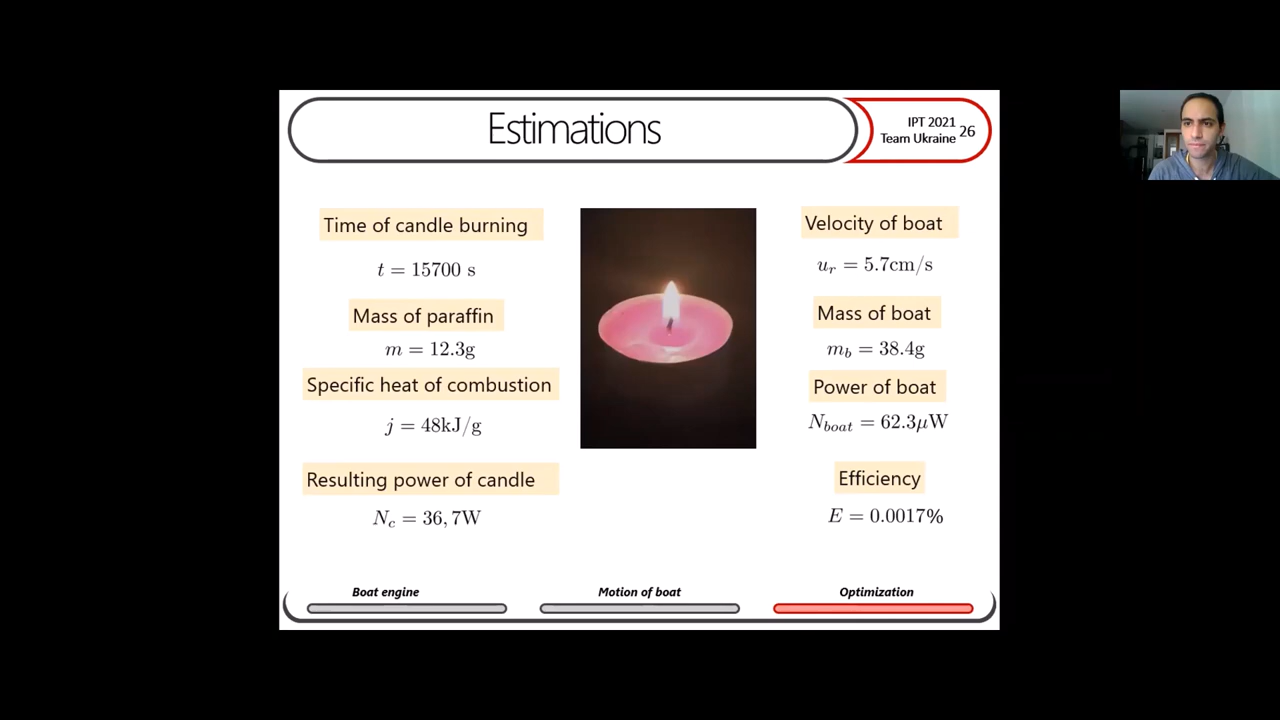 Estimations
IPT 2021
Team Ukraine 26
Time of candle burning
t = 15700 s
Mass of paraffin
m = 12.3g
Specific heat of combustion
j = 48kJ/g
Resulting power of candle
N_c = 36, 7W
Velocity of boat
u_r = 5.7cm/s
Mass of boat
m_b = 38.4g
Power of boat
N_boat = 62.3μW
Efficiency
E = 0.0017%
Boat engine
Motion of boat
Optimization